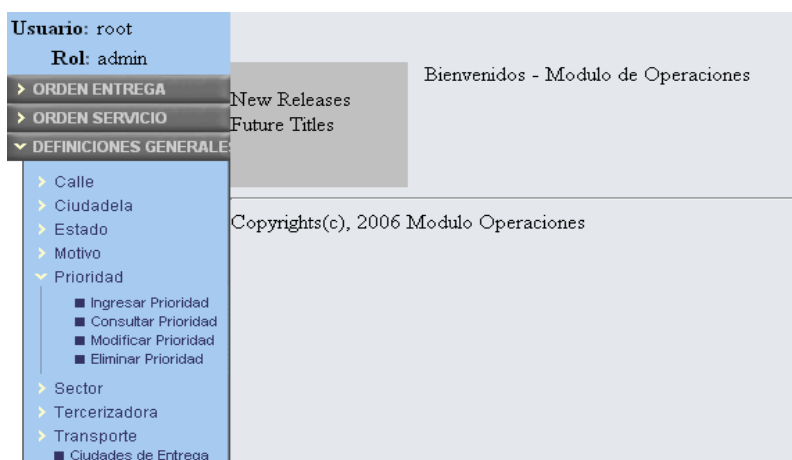 Usuario: root
Rol: admin
ORDEN ENTREGA
ORDEN SERVICIO
DEFINICIONES GENERALE
Calle
Ciudadela
Estado
Motivo
Prioridad
Ingresar Prioridad
Consultar Prioridad
Modificar Prioridad
Eliminar Prioridad
Sector
Tercerizadora
Transporte
Ciudades de Entrega
New Releases
Future Titles
Bienvenidos - Modulo de Operaciones
Copyrights(c), 2006 Modulo Operaciones